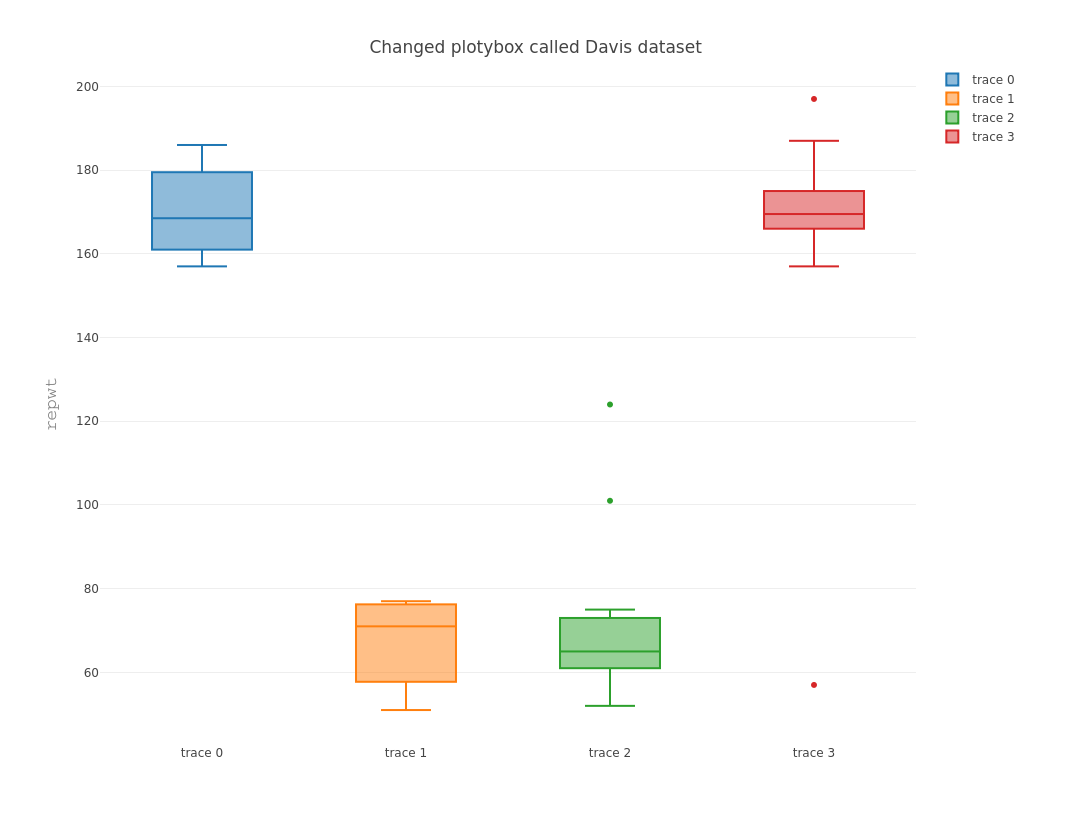 Changed plotybox called Davis dataset
trace 0
trace 1
trace 2
trace 3
200
180
160
140
120
100
80
60
repwt
trace 0
trace 1
trace 2
trace 3